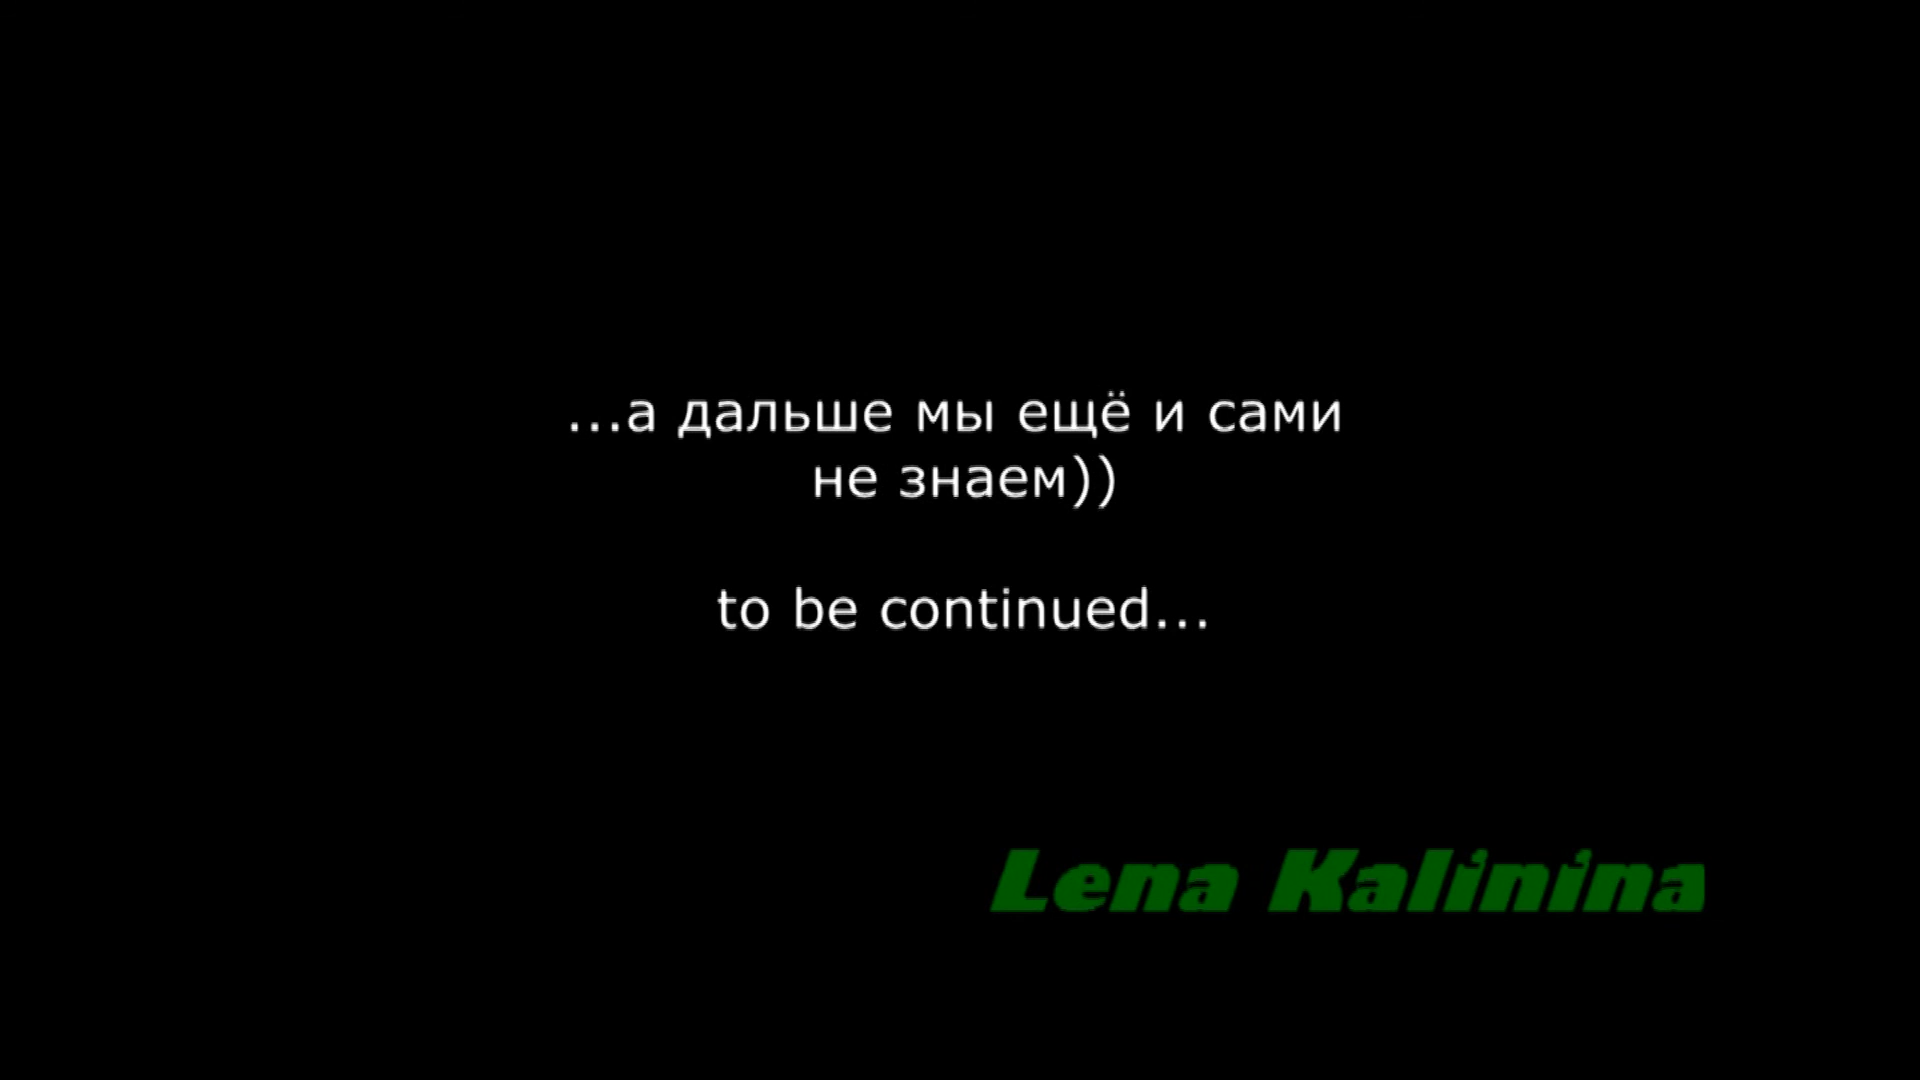 ...а дальше мы ещё и сами
не знаем))
to be continued...
Lena Kalinina